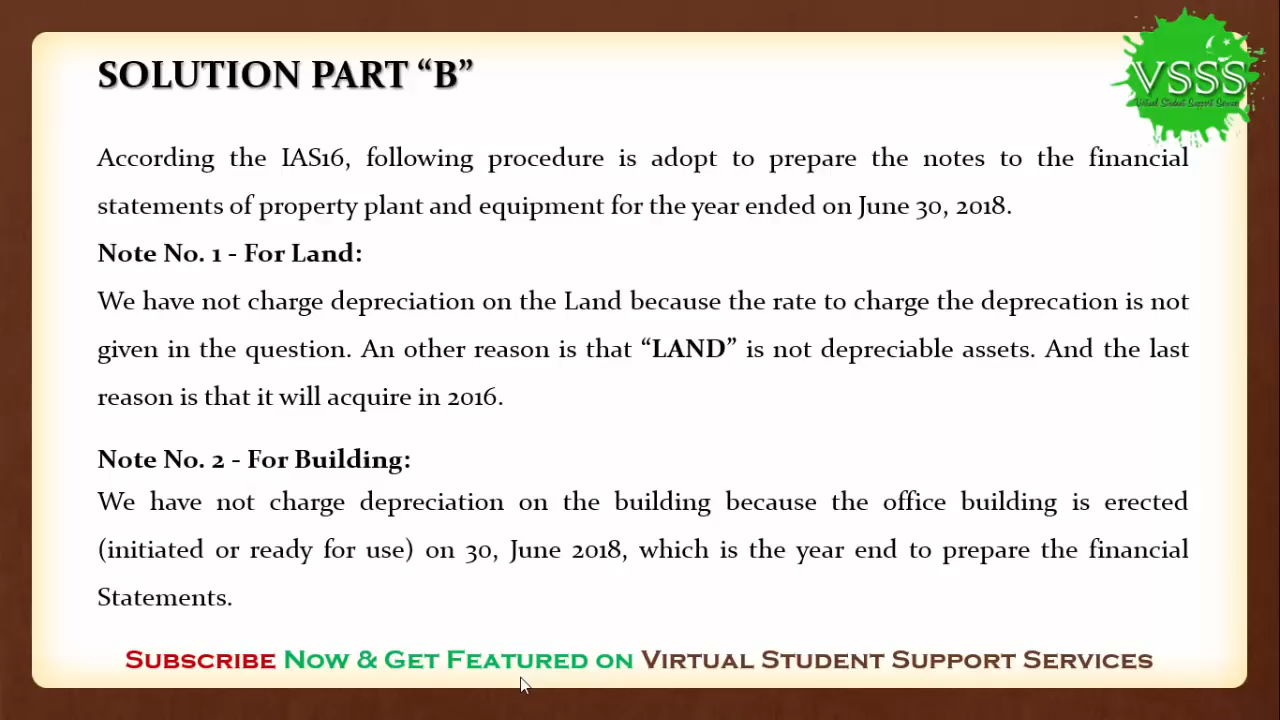 SOLUTION PART “B”
VSSS
Virtual Student Support Services
According the IAS16, following procedure is adopt to prepare the notes to the financial
statements of property plant and equipment for the year ended on June 30, 2018.
Note No. 1 - For Land:
We have not charge depreciation on the Land because the rate to charge the deprecation is not
given in the question. An other reason is that “LAND” is not depreciable assets. And the last
reason is that it will acquire in 2016.
Note No. 2 - For Building:
We have not charge depreciation on the building because the office building is erected
(initiated or ready for use) on 30, June 2018, which is the year end to prepare the financial
Statements.
Subscribe Now & Get Featured on Virtual Student Support Services